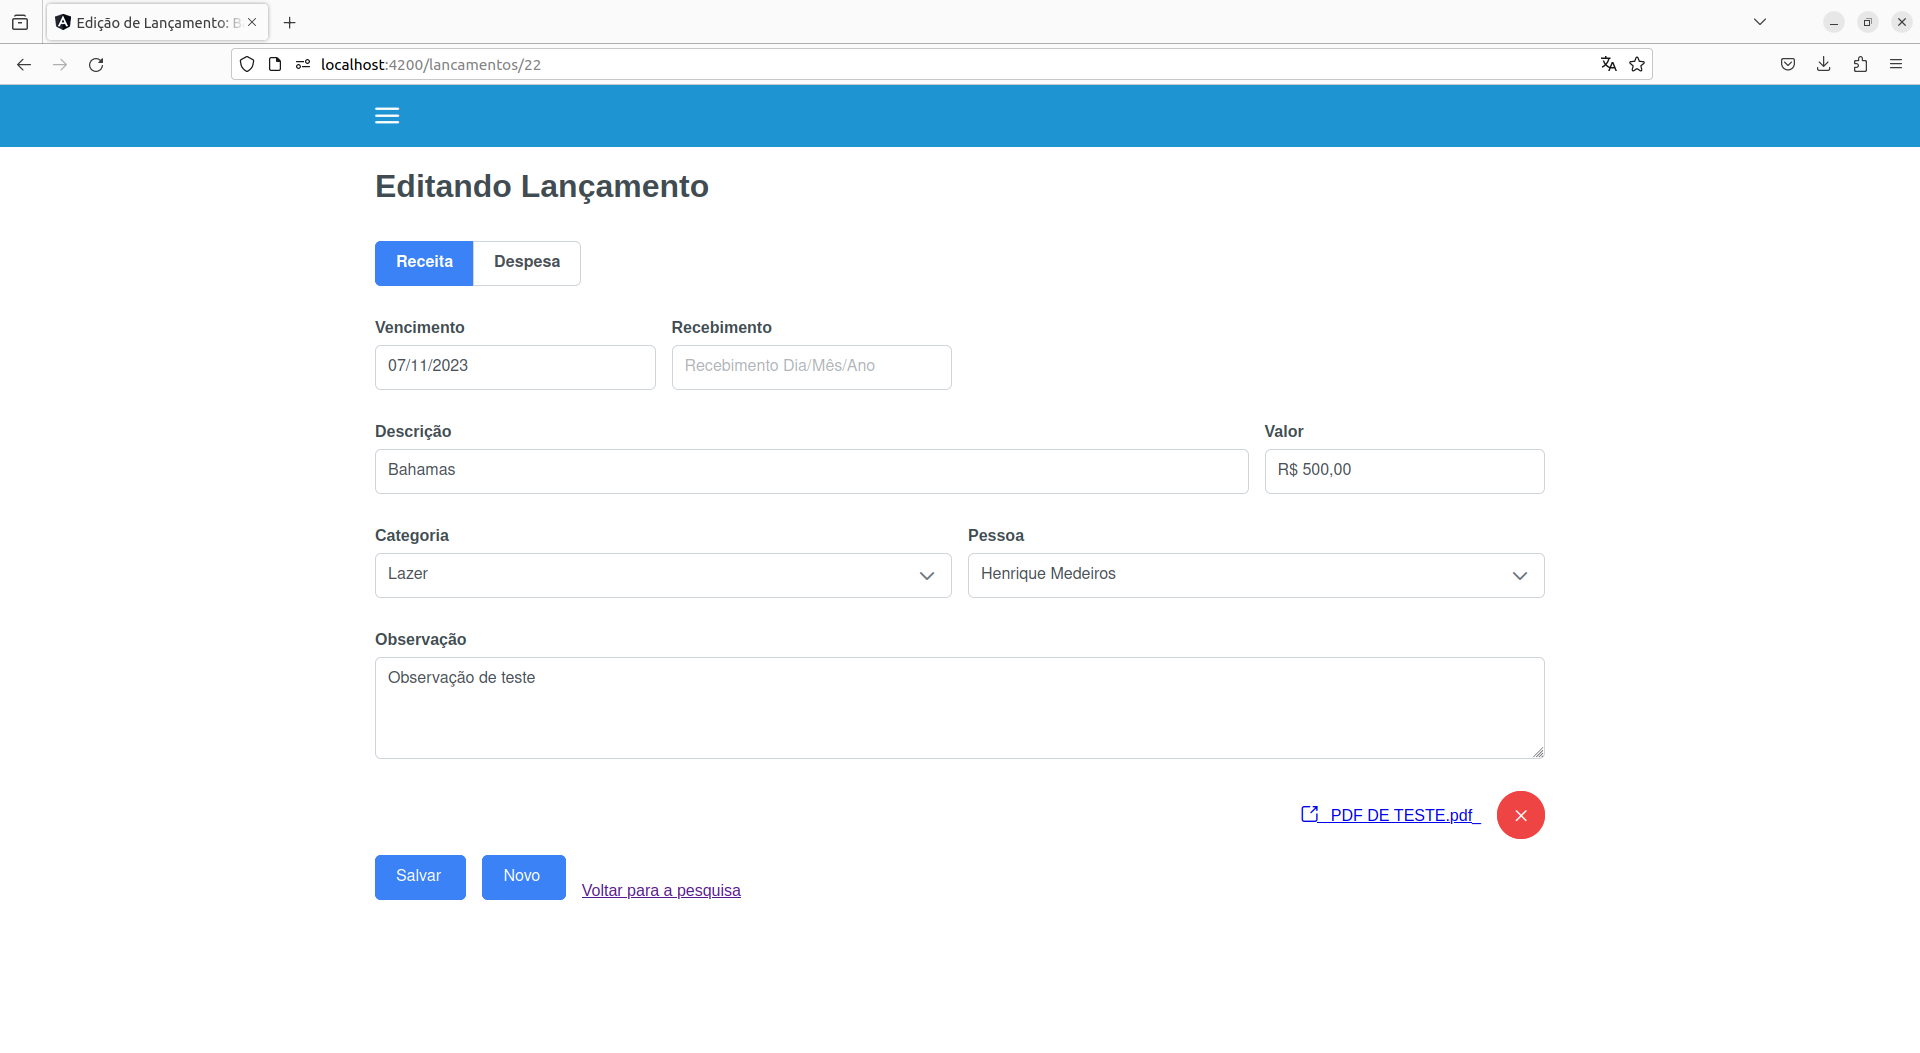 Edição de Lançamento: B
localhost:4200/lancamentos/22
Editando Lançamento
Receita Despesa
Vencimento Recebimento
07/11/2023 Recebimento Dia/Mês/Ano
Descrição Valor
Bahamas R$ 500,00
Categoria Pessoa
Lazer Henrique Medeiros
Observação
Observação de teste
PDF DE TESTE.pdf
Salvar Novo Voltar para a pesquisa